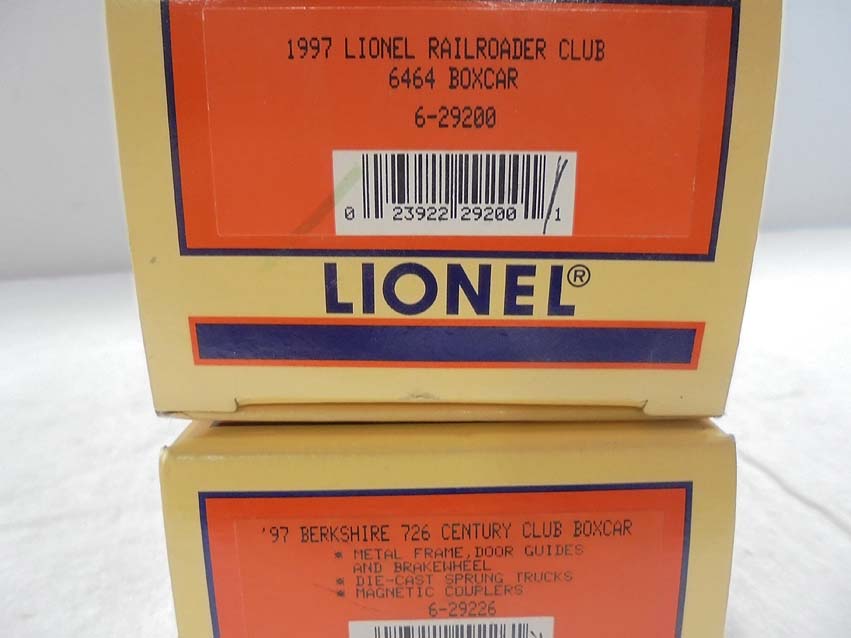 1997 LIONEL RAILROADER CLUB
6464 BOXCAR
6-29200
0 23922 29200 1
LIONEL®
'97 BERKSHIRE 726 CENTURY CLUB BOXCAR
* METAL FRAME, DOOR GUIDES
AND BRAKEWHEEL
* DIE-CAST SPRUNG TRUCKS
* MAGNETIC COUPLERS
6-29226